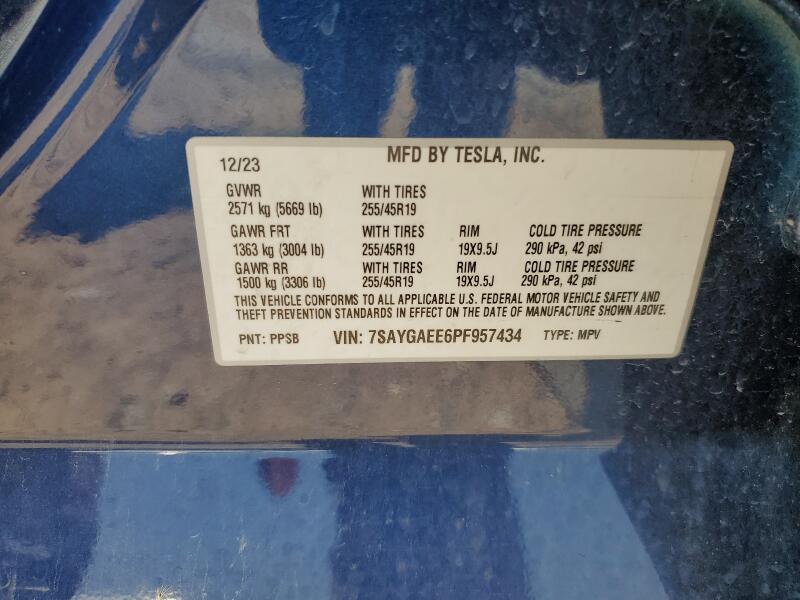 MFD BY TESLA, INC.
12/23
GVWR WITH TIRES
2571 kg (5669 lb) 255/45R19
GAWR FRT WITH TIRES RIM COLD TIRE PRESSURE
1363 kg (3004 lb) 255/45R19 19X9.5J 290 kPa, 42 psi
GAWR RR WITH TIRES RIM COLD TIRE PRESSURE
1500 kg (3306 lb) 255/45R19 19X9.5J 290 kPa, 42 psi
THIS VEHICLE CONFORMS TO ALL APPLICABLE U.S. FEDERAL MOTOR VEHICLE SAFETY AND
THEFT PREVENTION STANDARDS IN EFFECT ON THE DATE OF MANUFACTURE SHOWN ABOVE.
PNT: PPSB VIN: 7SAYGAEE6PF957434 TYPE: MPV